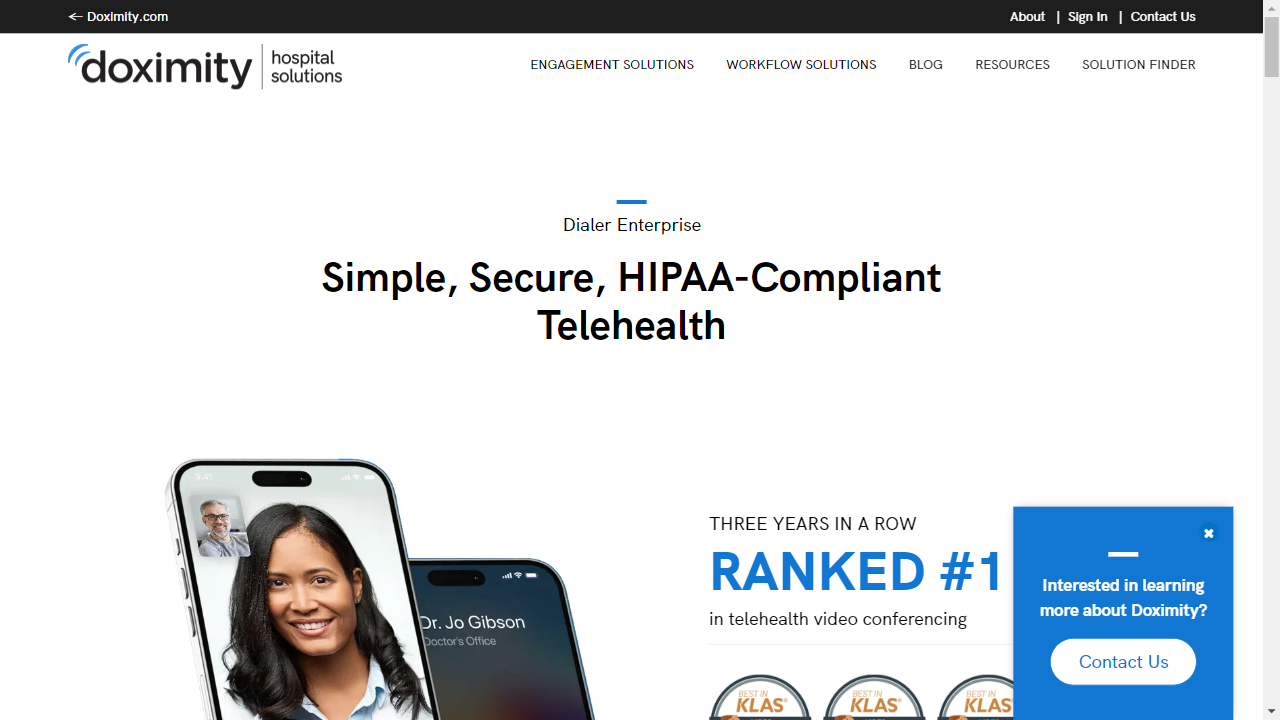 ← Doximity.com
About | Sign In | Contact Us
doximity
hospital
solutions
ENGAGEMENT SOLUTIONS
WORKFLOW SOLUTIONS
BLOG
RESOURCES
SOLUTION FINDER
Dialer Enterprise
Simple, Secure, HIPAA-Compliant
Telehealth
9:41
Dr. Jo Gibson
Doctor's Office
THREE YEARS IN A ROW
RANKED #1
in telehealth video conferencing
BEST IN
KLAS®
BEST IN
KLAS®
BEST IN
KLAS
Interested in learning
more about Doximity?
Contact Us